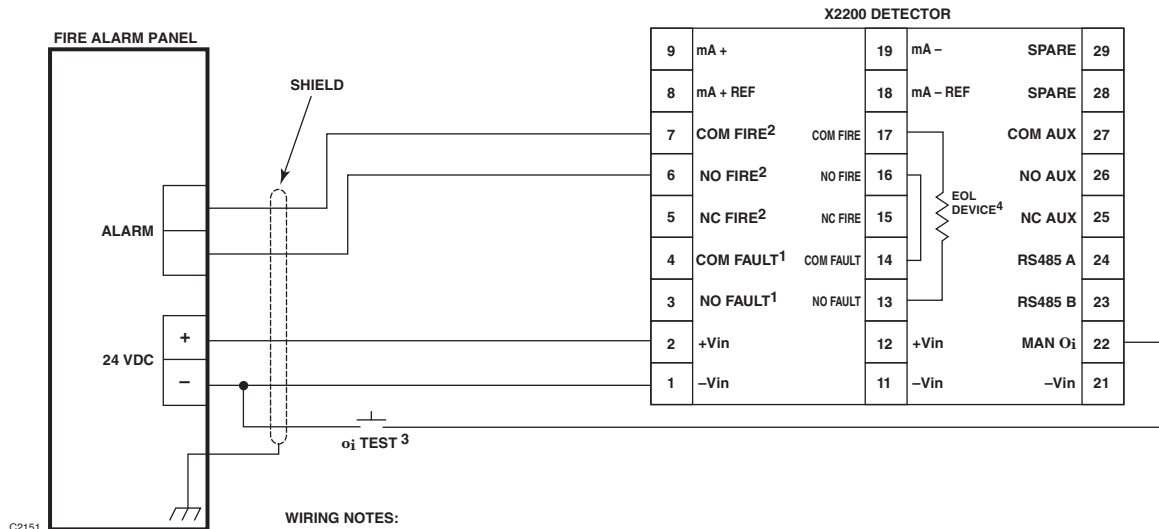 X2200 DETECTOR
FIRE ALARM PANEL
SHIELD
ALARM
24 VDC
+
–
oi TEST 3
9 mA +
8 mA + REF
7 COM FIRE2
6 NO FIRE2
5 NC FIRE2
4 COM FAULT1
3 NO FAULT1
2 +Vin
1 –Vin
19 mA –
18 mA – REF
COM FIRE 17
NO FIRE 16
NC FIRE 15
COM FAULT 14
NO FAULT 13
12 +Vin
11 –Vin
EOL
DEVICE4
SPARE 29
SPARE 28
COM AUX 27
NO AUX 26
NC AUX 25
RS485 A 24
RS485 B 23
MAN Oi 22
–Vin 21
C2151
WIRING NOTES: